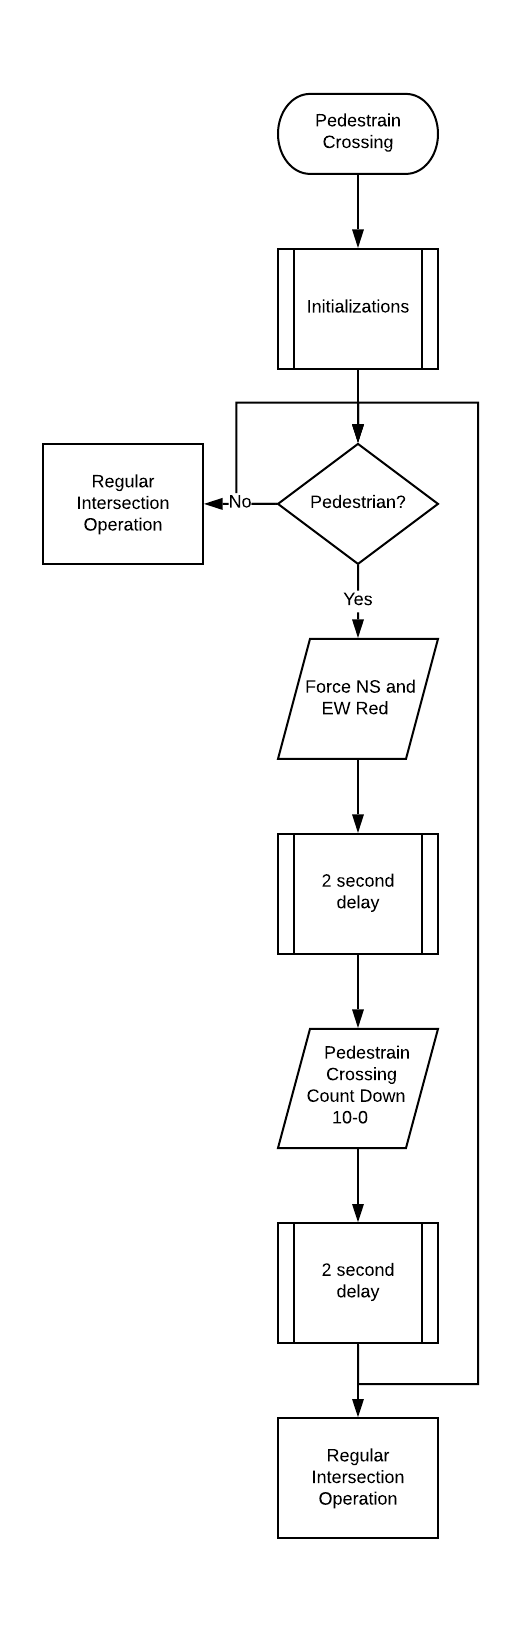 Pedestrain
Crossing
Initializations
Regular
Intersection
Operation
No
Pedestrian?
Yes
Force NS and
EW Red
2 second
delay
Pedestrain
Crossing
Count Down
10-0
2 second
delay
Regular
Intersection
Operation